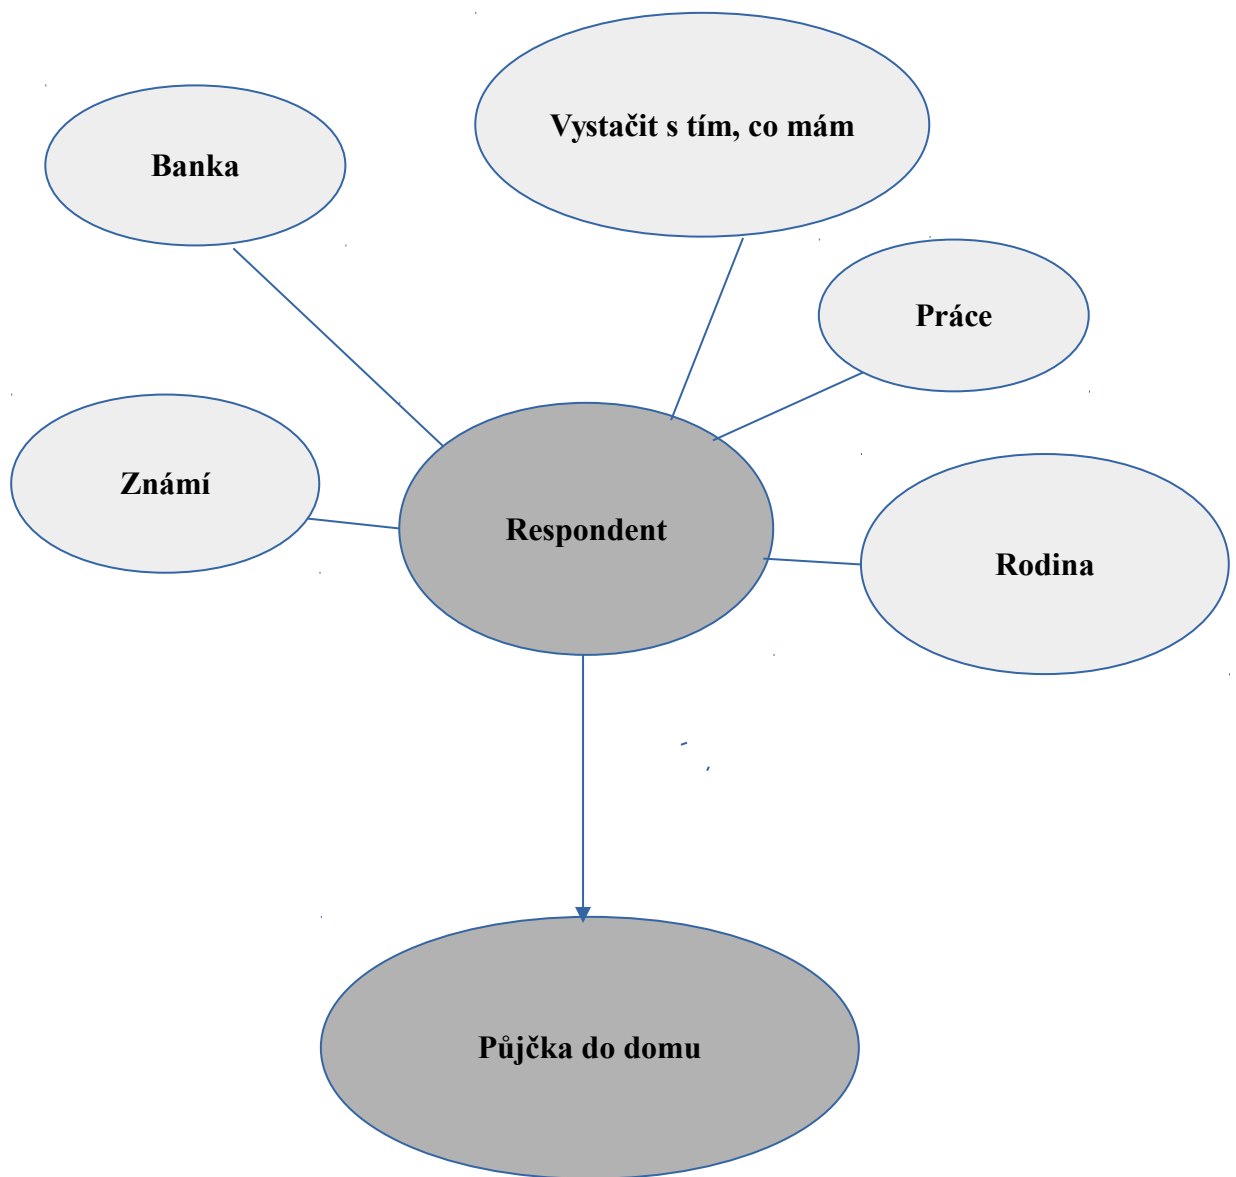 Vystačit s tím, co mám
Banka
Práce
Známí
Respondent
Rodina
Půjčka do domu